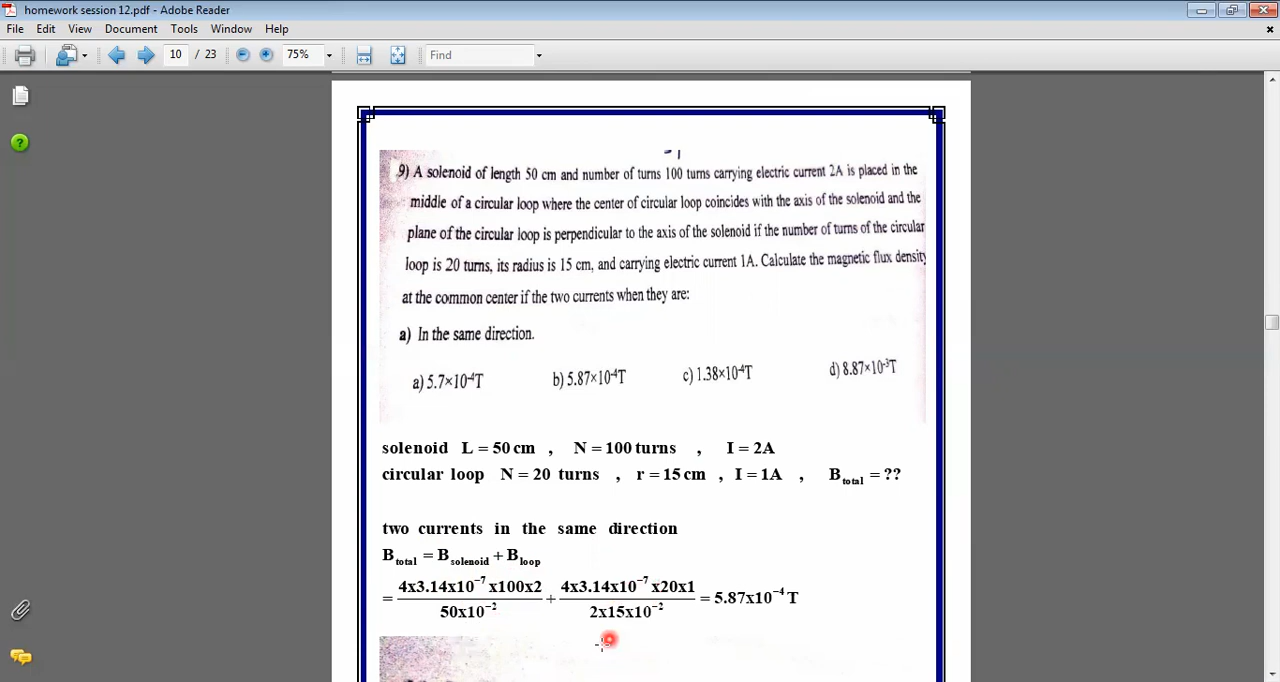 homework session 12.pdf - Adobe Reader
File Edit View Document Tools Window Help
10 / 23 75% Find
9) A solenoid of length 50 cm and number of turns 100 turns carrying electric current 2A is placed in the
middle of a circular loop where the center of circular loop coincides with the axis of the solenoid and the
plane of the circular loop is perpendicular to the axis of the solenoid if the number of turns of the circular
loop is 20 turns, its radius is 15 cm, and carrying electric current 1A. Calculate the magnetic flux density
at the common center if the two currents when they are:
a) In the same direction.
a) 5.7×10⁻⁴T b) 5.87×10⁻⁴T c) 1.38×10⁻⁴T d) 8.87×10⁻³T
solenoid L = 50 cm , N = 100 turns , I = 2A
circular loop N = 20 turns , r = 15 cm , I = 1A , B total = ??
two currents in the same direction
B total = B solenoid + B loop
= 4x3.14x10⁻⁷ x100x2 / 50x10⁻² + 4x3.14x10⁻⁷ x20x1 / 2x15x10⁻² = 5.87x10⁻⁴ T